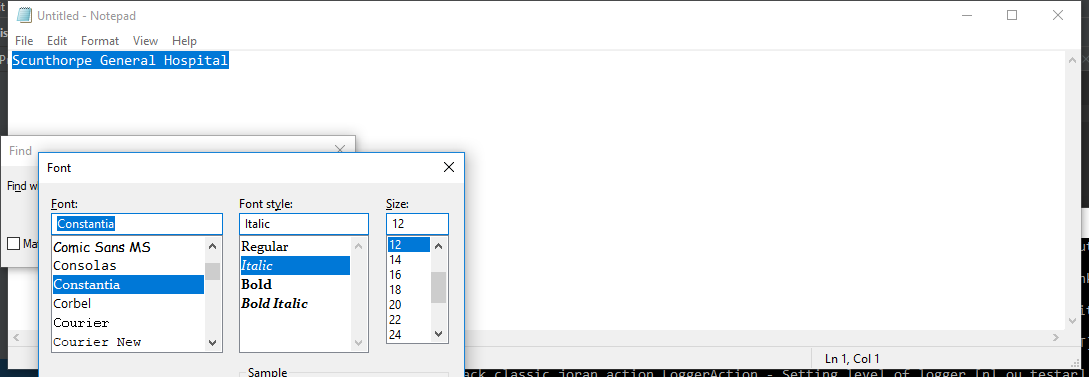 Untitled - Notepad
File Edit Format View Help
Scunthorpe General Hospital
Find
Find w
Font
Font: Font style: Size:
Constantia Italic 12
Comic Sans MS Regular 12
Consolas Italic 14
Constantia Bold 16
Corbel Bold Italic 18
Courier 20
Courier New 22
24
Ma
Sample
Ln 1, Col 1
ack classic joran action LoggerAction - Setting level of logger [nl ou testar]